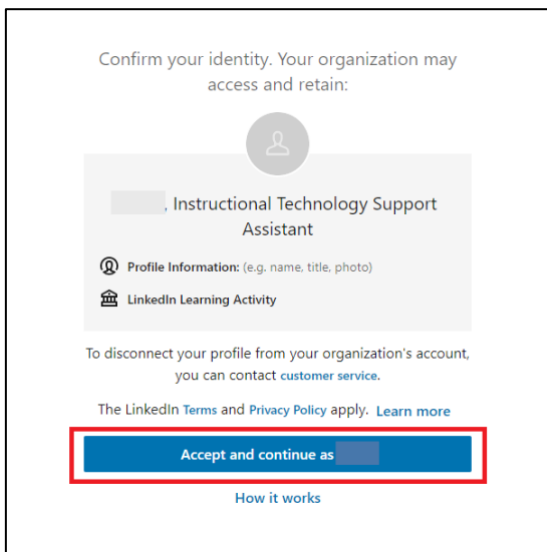 Confirm your identity. Your organization may
access and retain:
, Instructional Technology Support
Assistant
Profile Information: (e.g. name, title, photo)
LinkedIn Learning Activity
To disconnect your profile from your organization's account,
you can contact customer service.
The LinkedIn Terms and Privacy Policy apply. Learn more
Accept and continue as
How it works